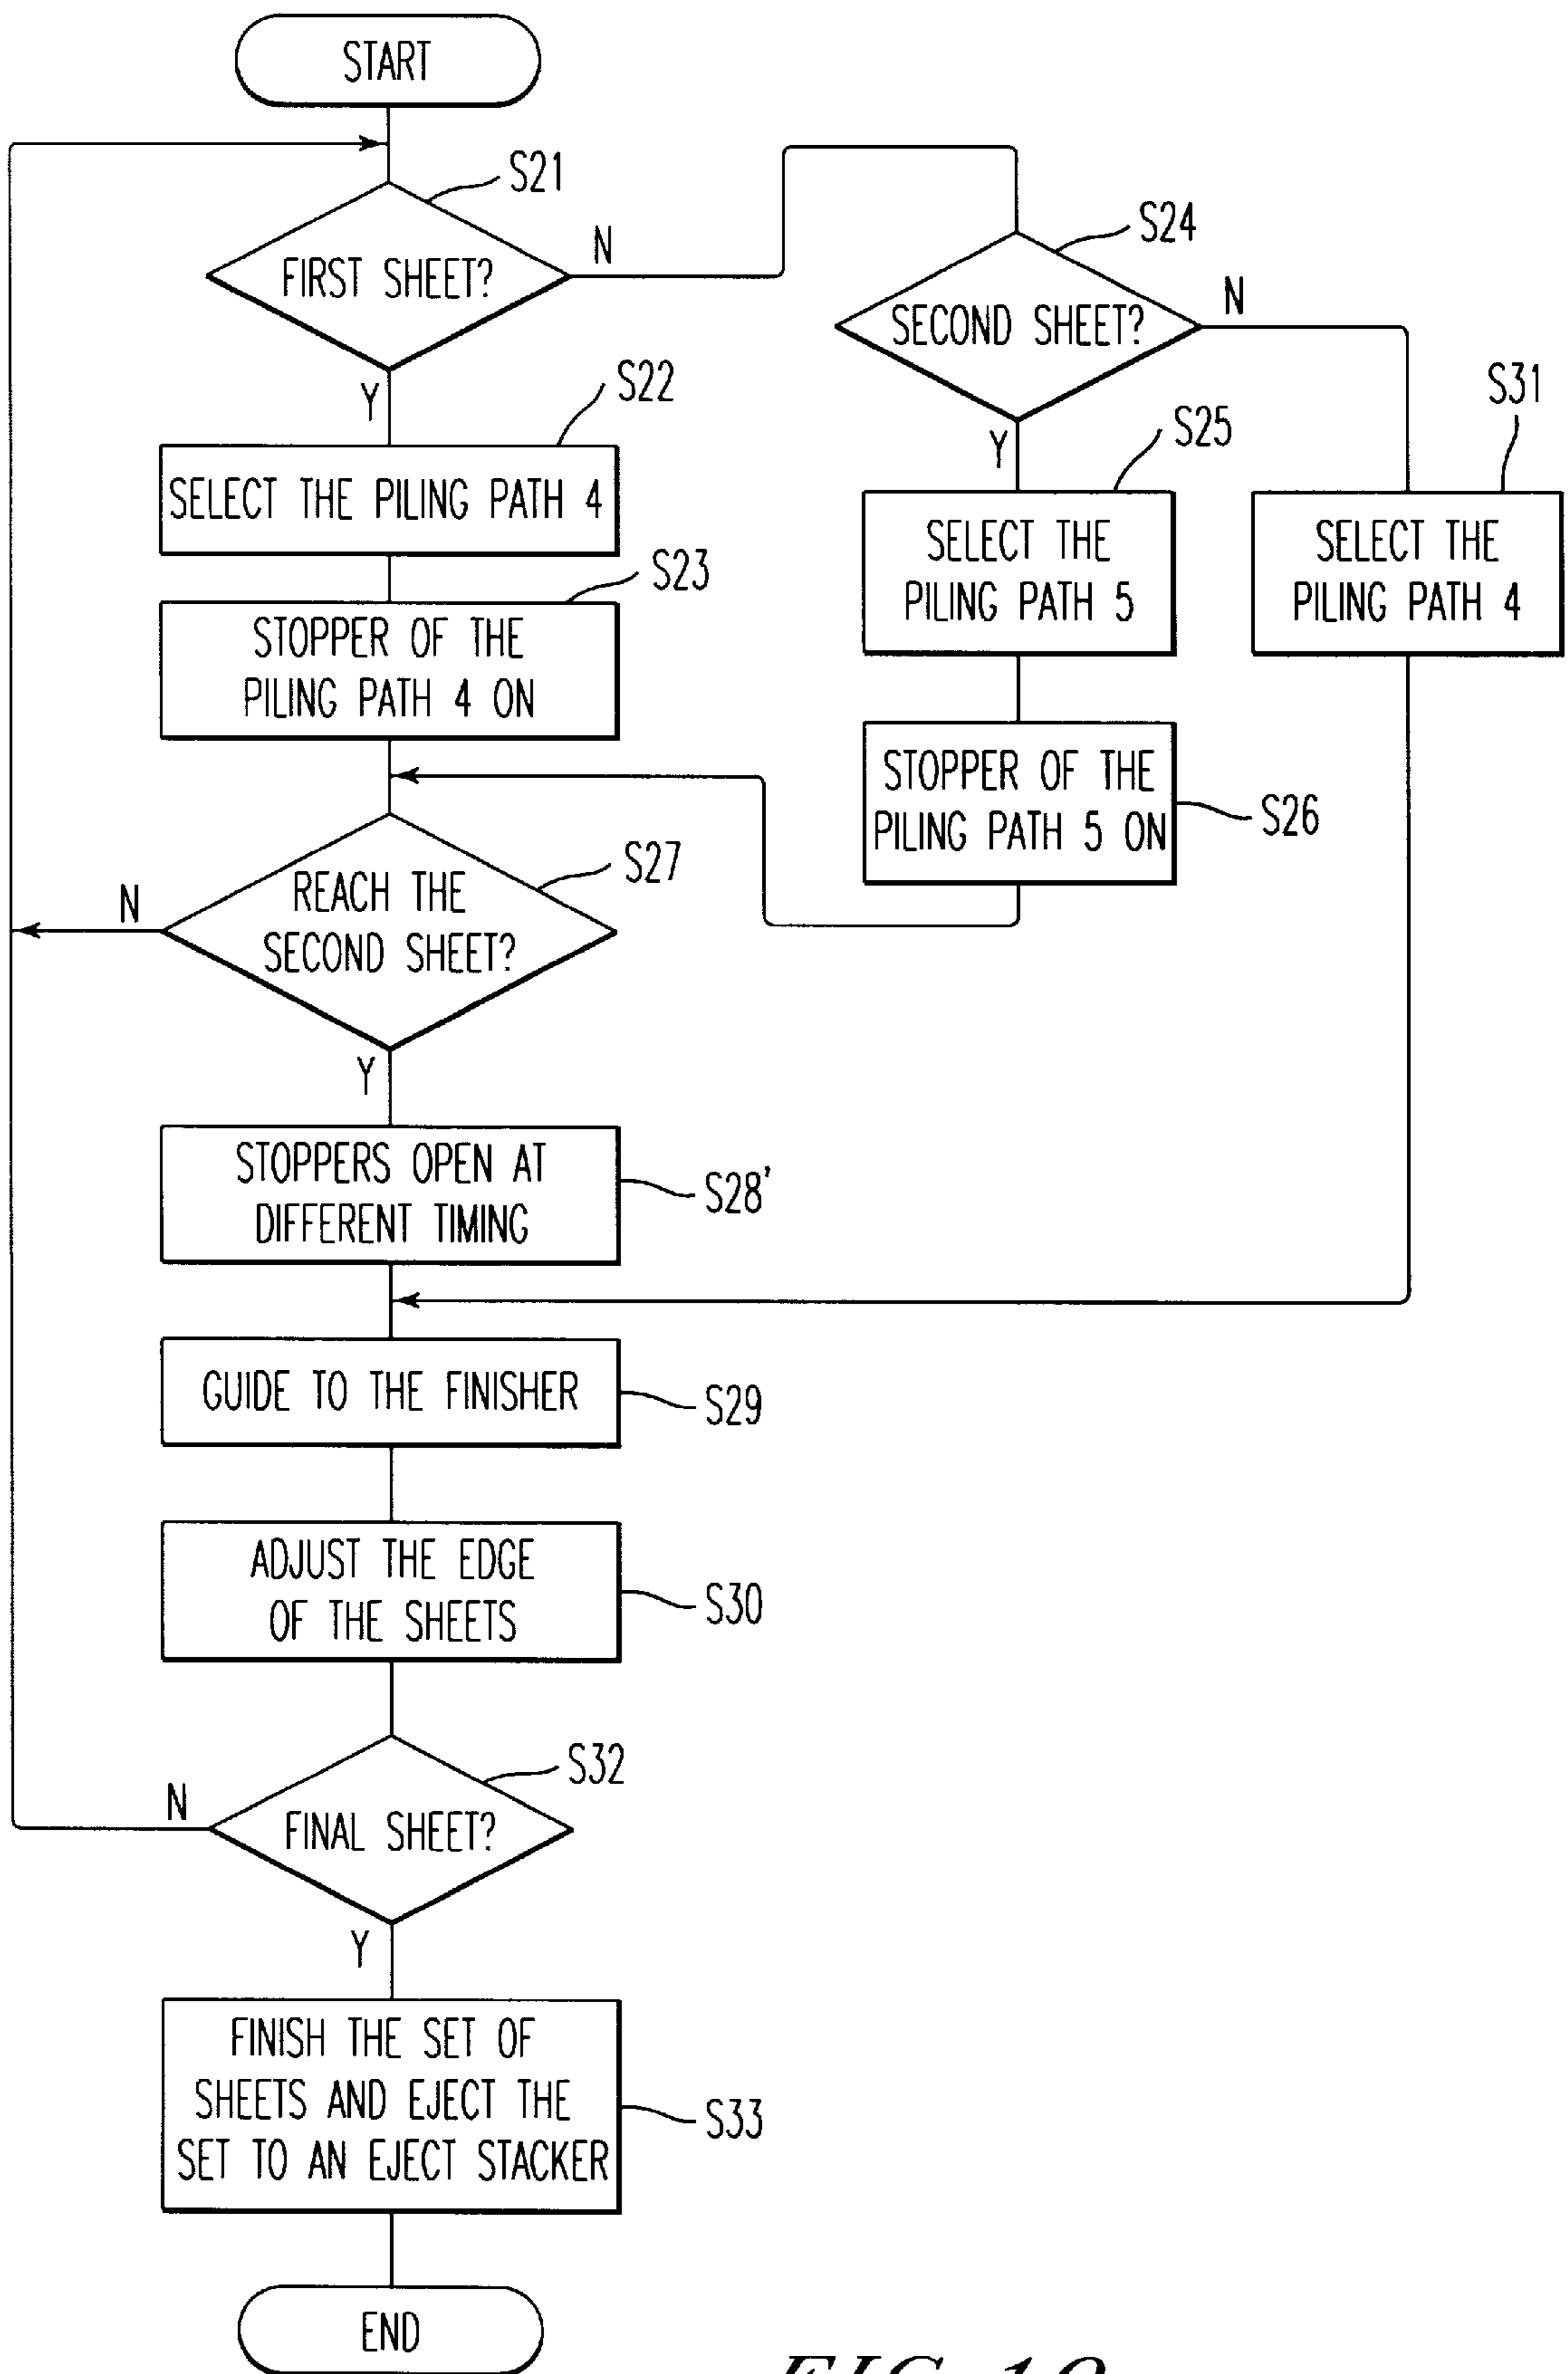 START
S21
FIRST SHEET?
N
Y
S24
SECOND SHEET?
N
Y
S22
SELECT THE PILING PATH 4
S23
STOPPER OF THE
PILING PATH 4 ON
S25
SELECT THE
PILING PATH 5
S31
SELECT THE
PILING PATH 4
STOPPER OF THE
PILING PATH 5 ON
S26
S27
REACH THE
SECOND SHEET?
N
Y
STOPPERS OPEN AT
DIFFERENT TIMING
S28'
GUIDE TO THE FINISHER
S29
ADJUST THE EDGE
OF THE SHEETS
S30
S32
FINAL SHEET?
N
Y
FINISH THE SET OF
SHEETS AND EJECT THE
SET TO AN EJECT STACKER
S33
END